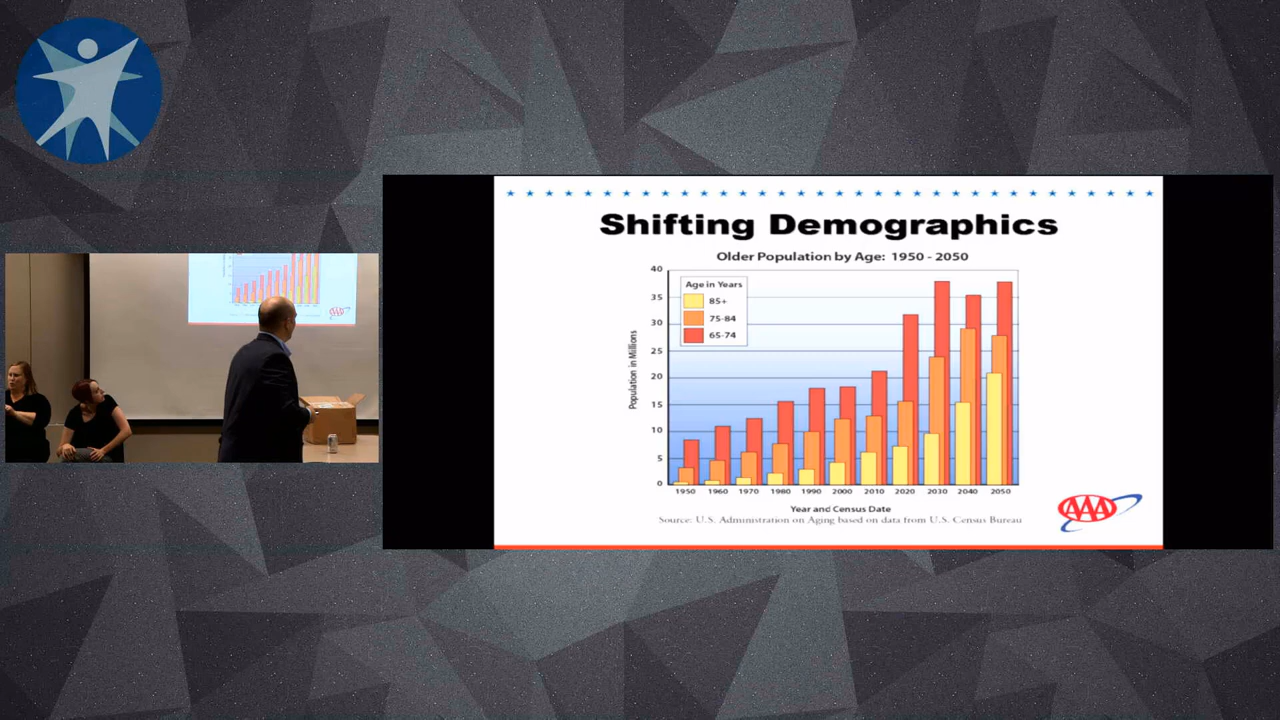 Shifting Demographics
Older Population by Age: 1950 - 2050
Population in Millions
40
35
30
25
20
15
10
5
0
Age in Years
85+
75-84
65-74
1950 1960 1970 1980 1990 2000 2010 2020 2030 2040 2050
Year and Census Date
Source: U.S. Administration on Aging based on data from U.S. Census Bureau
AAA